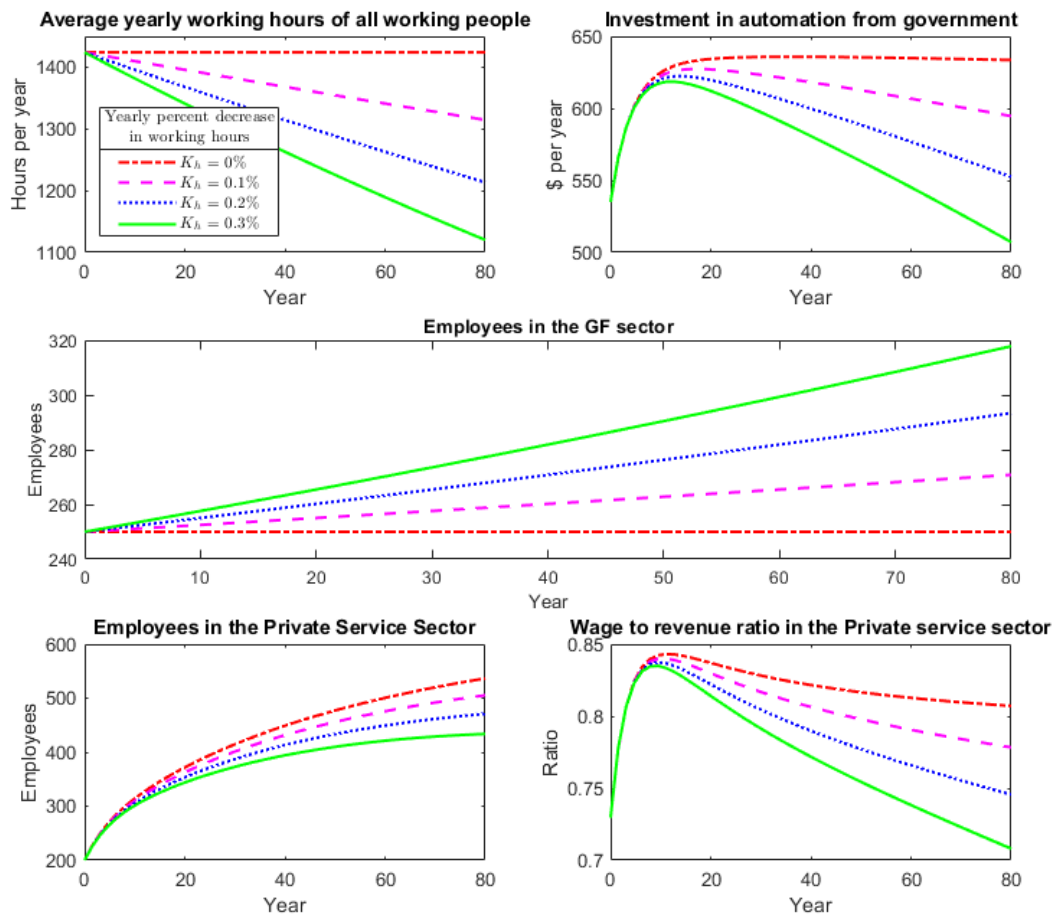 Average yearly working hours of all working people
Hours per year
1400
1300
1200
1100
0
20
40
60
80
Year
Yearly percent decrease
in working hours
K_h = 0%
K_h = 0.1%
K_h = 0.2%
K_h = 0.3%
Investment in automation from government
$ per year
650
600
550
500
0
20
40
60
80
Year
Employees in the GF sector
Employees
320
300
280
260
240
0
10
20
30
40
50
60
70
80
Year
Employees in the Private Service Sector
Employees
600
500
400
300
200
0
20
40
60
80
Year
Wage to revenue ratio in the Private service sector
Ratio
0.85
0.8
0.75
0.7
0
20
40
60
80
Year